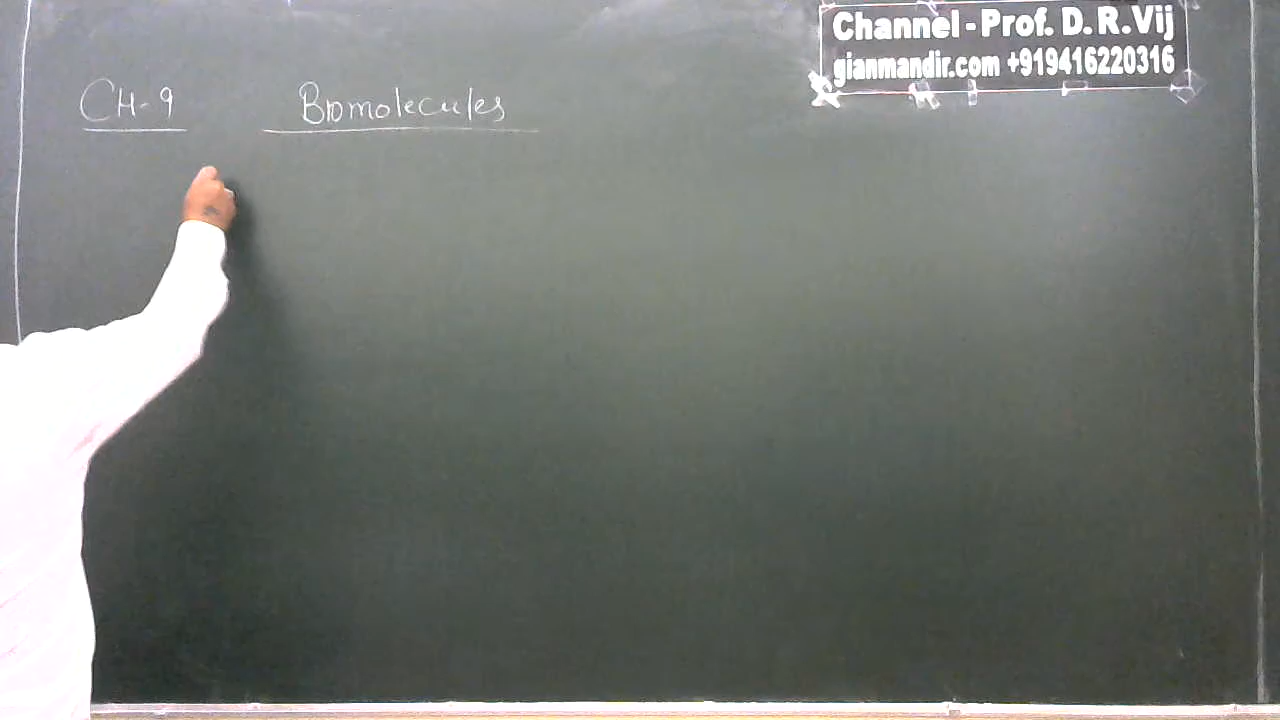 Channel - Prof. D. R. Vij
gianmandir.com +919416220316
CH-9 Biomolecules